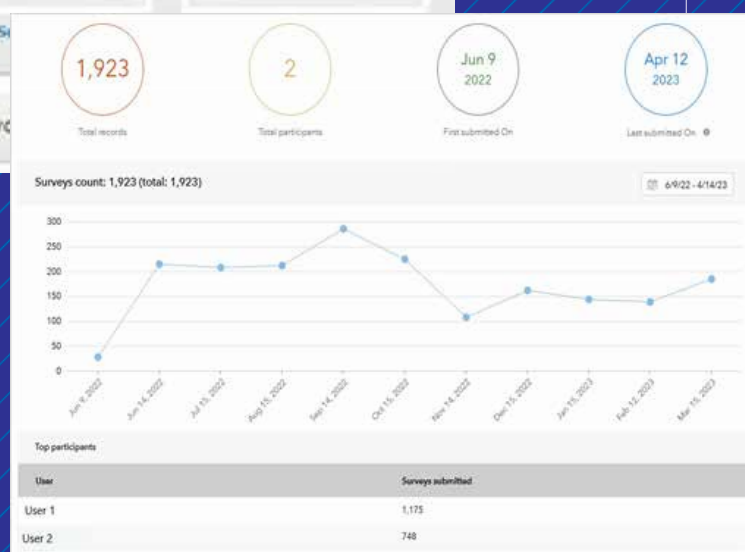 1,923
2
Jun 9
2022
Apr 12
2023
Total records
Total participants
First submitted On
Last submitted On
Surveys count: 1,923 (total: 1,923)
6/9/22 - 4/14/23
300
250
200
150
100
50
0
Jun 9, 2022
Jun 14, 2022
Jul 15, 2022
Aug 15, 2022
Sep 14, 2022
Oct 15, 2022
Nov 14, 2022
Dec 15, 2022
Jan 15, 2023
Feb 12, 2023
Mar 15, 2023
Top participants
User
Surveys submitted
User 1
1,175
User 2
748